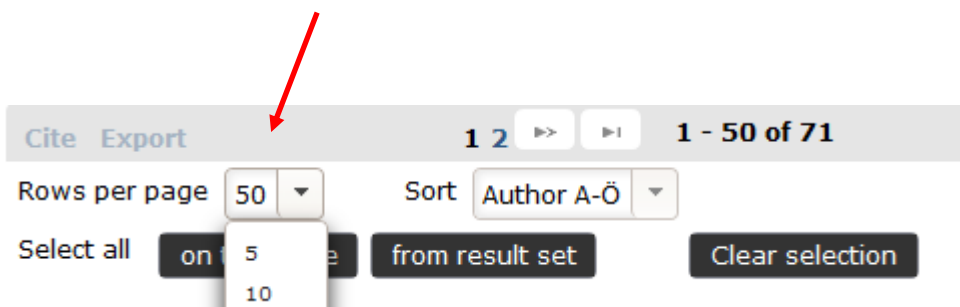 Cite Export 1 2 1 - 50 of 71
Rows per page 50 Sort Author A-Ö
Select all on from result set Clear selection
5
10